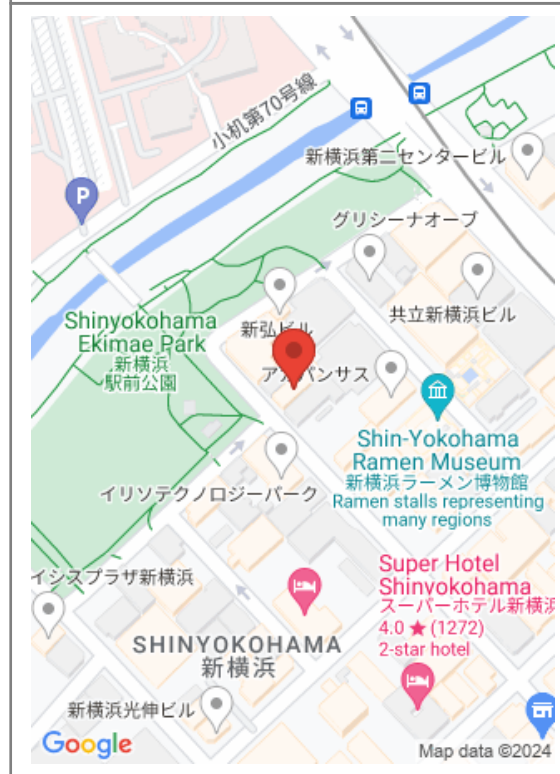 小机第70号線
新横浜第二センタービル
グリシーナオーブ
新弘ビル
共立新横浜ビル
Shinyokohama
Ekimae Park
新横浜
駅前公園
Shin-Yokohama
Ramen Museum
新横浜ラーメン博物館
Ramen stalls representing
many regions
イリソテクノロジーパーク
イシスプラザ新横浜
Super Hotel
Shinyokohama
スーパーホテル新横浜
4.0 ★ (1272)
2-star hotel
SHINYOKOHAMA
新横浜
新横浜光伸ビル
P
Google
Map data ©2024